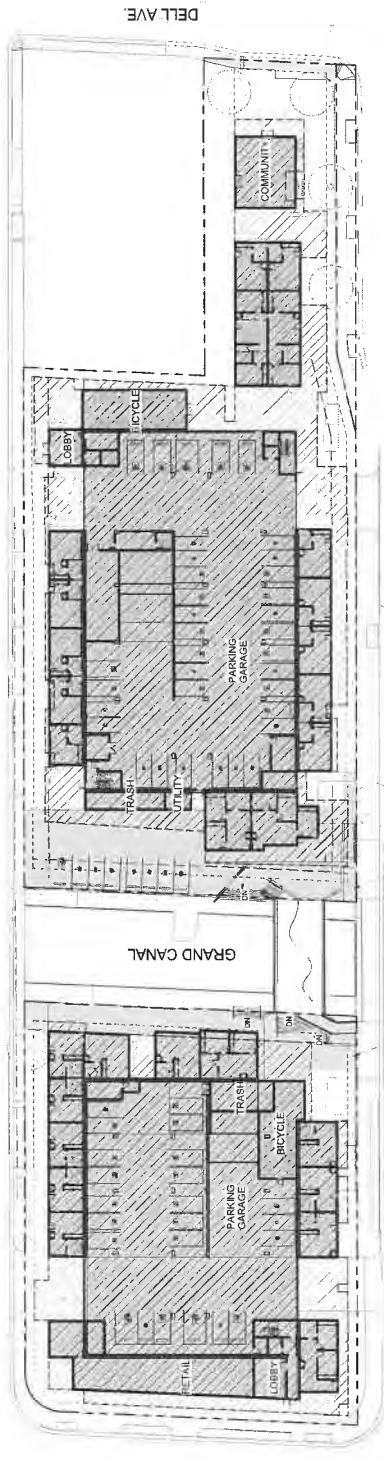 DELL AVE.
COMMUNITY
LOBBY
BICYCLE
PARKING
GARAGE
TRASH
UTILITY
DN
GRAND CANAL
DN
DN
DN
TRASH
BICYCLE
PARKING
GARAGE
RETAIL
LOBBY